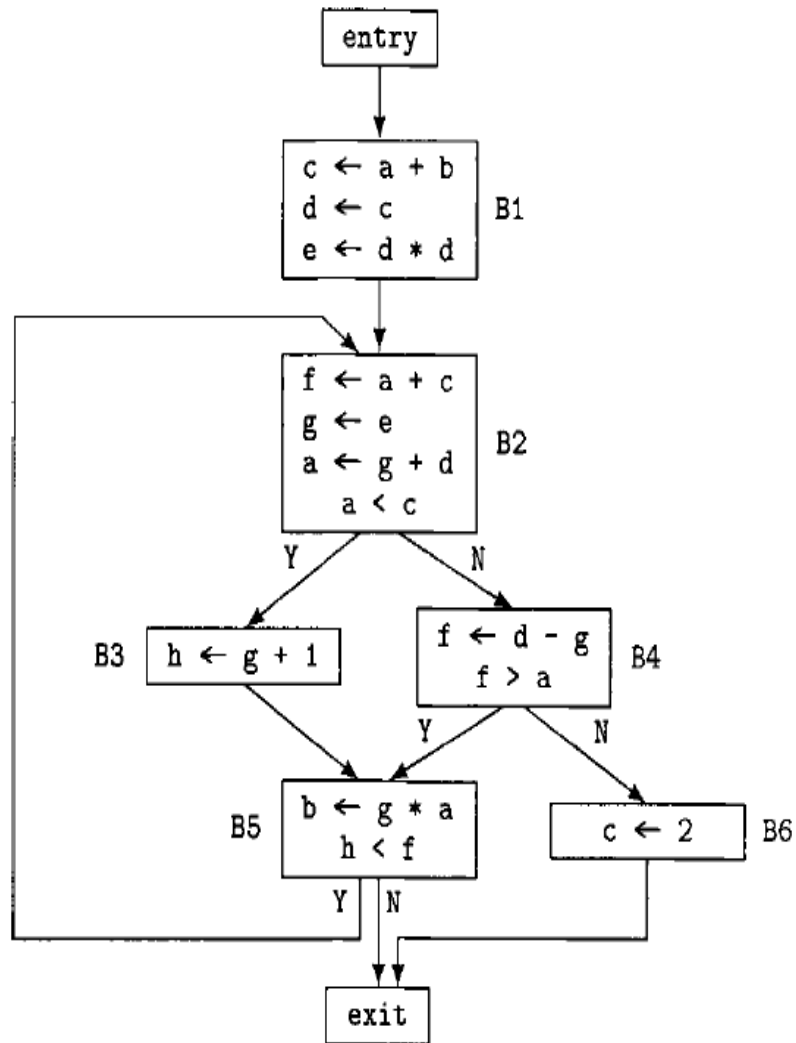 entry
c ← a + b
d ← c
e ← d * d
B1
f ← a + c
g ← e
a ← g + d
a < c
B2
Y
N
B3
h ← g + 1
f ← d - g
f > a
B4
Y
N
B5
b ← g * a
h < f
c ← 2
B6
Y
N
exit